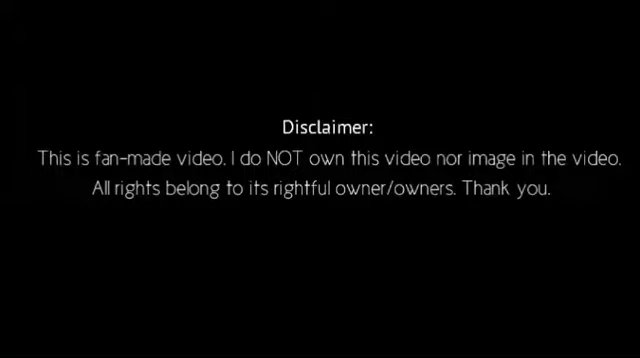 Disclaimer:
This is fan-made video. I do NOT own this video nor image in the video.
All rights belong to its rightful owner/owners. Thank you.